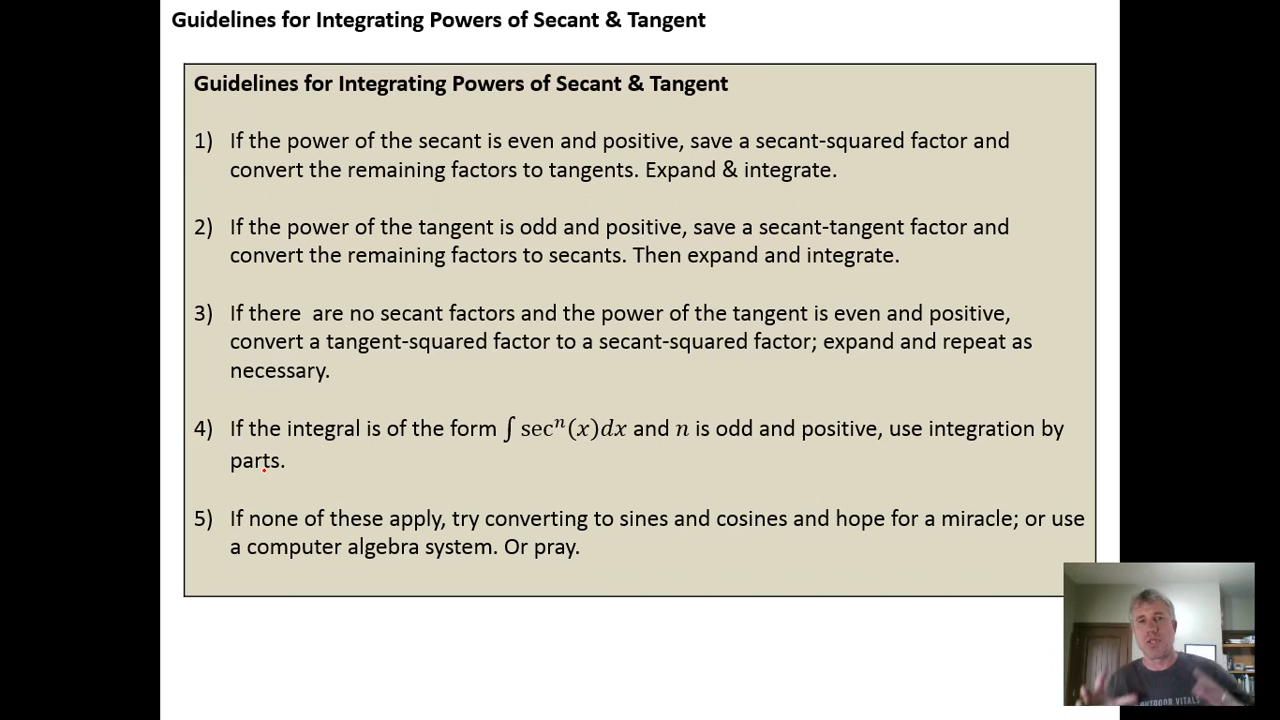 Guidelines for Integrating Powers of Secant & Tangent
Guidelines for Integrating Powers of Secant & Tangent
1) If the power of the secant is even and positive, save a secant-squared factor and
convert the remaining factors to tangents. Expand & integrate.
2) If the power of the tangent is odd and positive, save a secant-tangent factor and
convert the remaining factors to secants. Then expand and integrate.
3) If there are no secant factors and the power of the tangent is even and positive,
convert a tangent-squared factor to a secant-squared factor; expand and repeat as
necessary.
4) If the integral is of the form ∫ secⁿ(x)dx and n is odd and positive, use integration by
parts.
5) If none of these apply, try converting to sines and cosines and hope for a miracle; or use
a computer algebra system. Or pray.
OUTDOOR VITALS